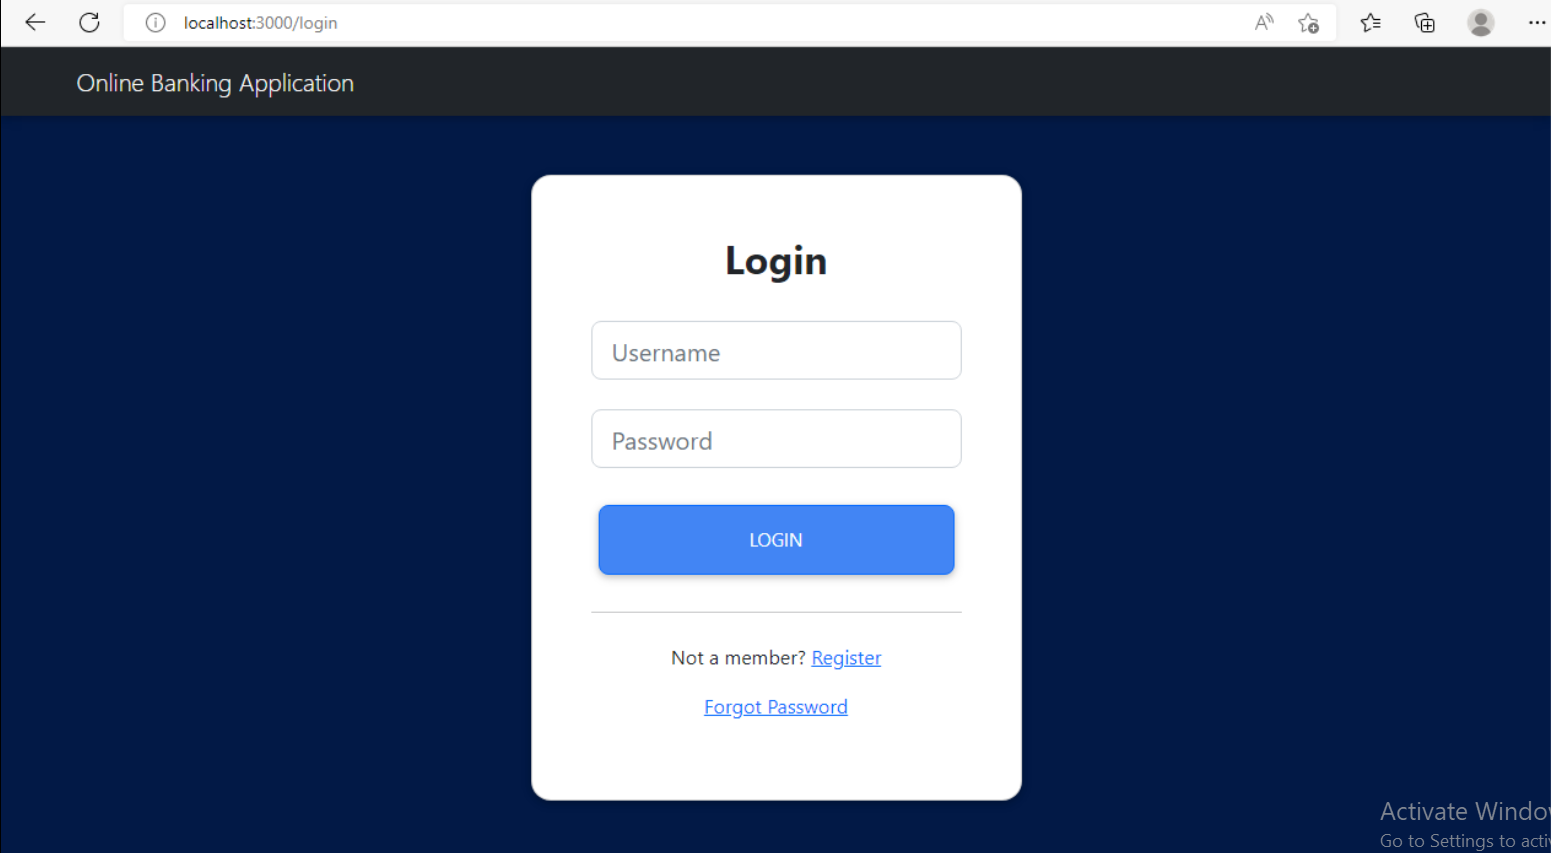 localhost:3000/login
Online Banking Application
Login
Username
Password
LOGIN
Not a member? Register
Forgot Password
Activate Windo
Go to Settings to acti